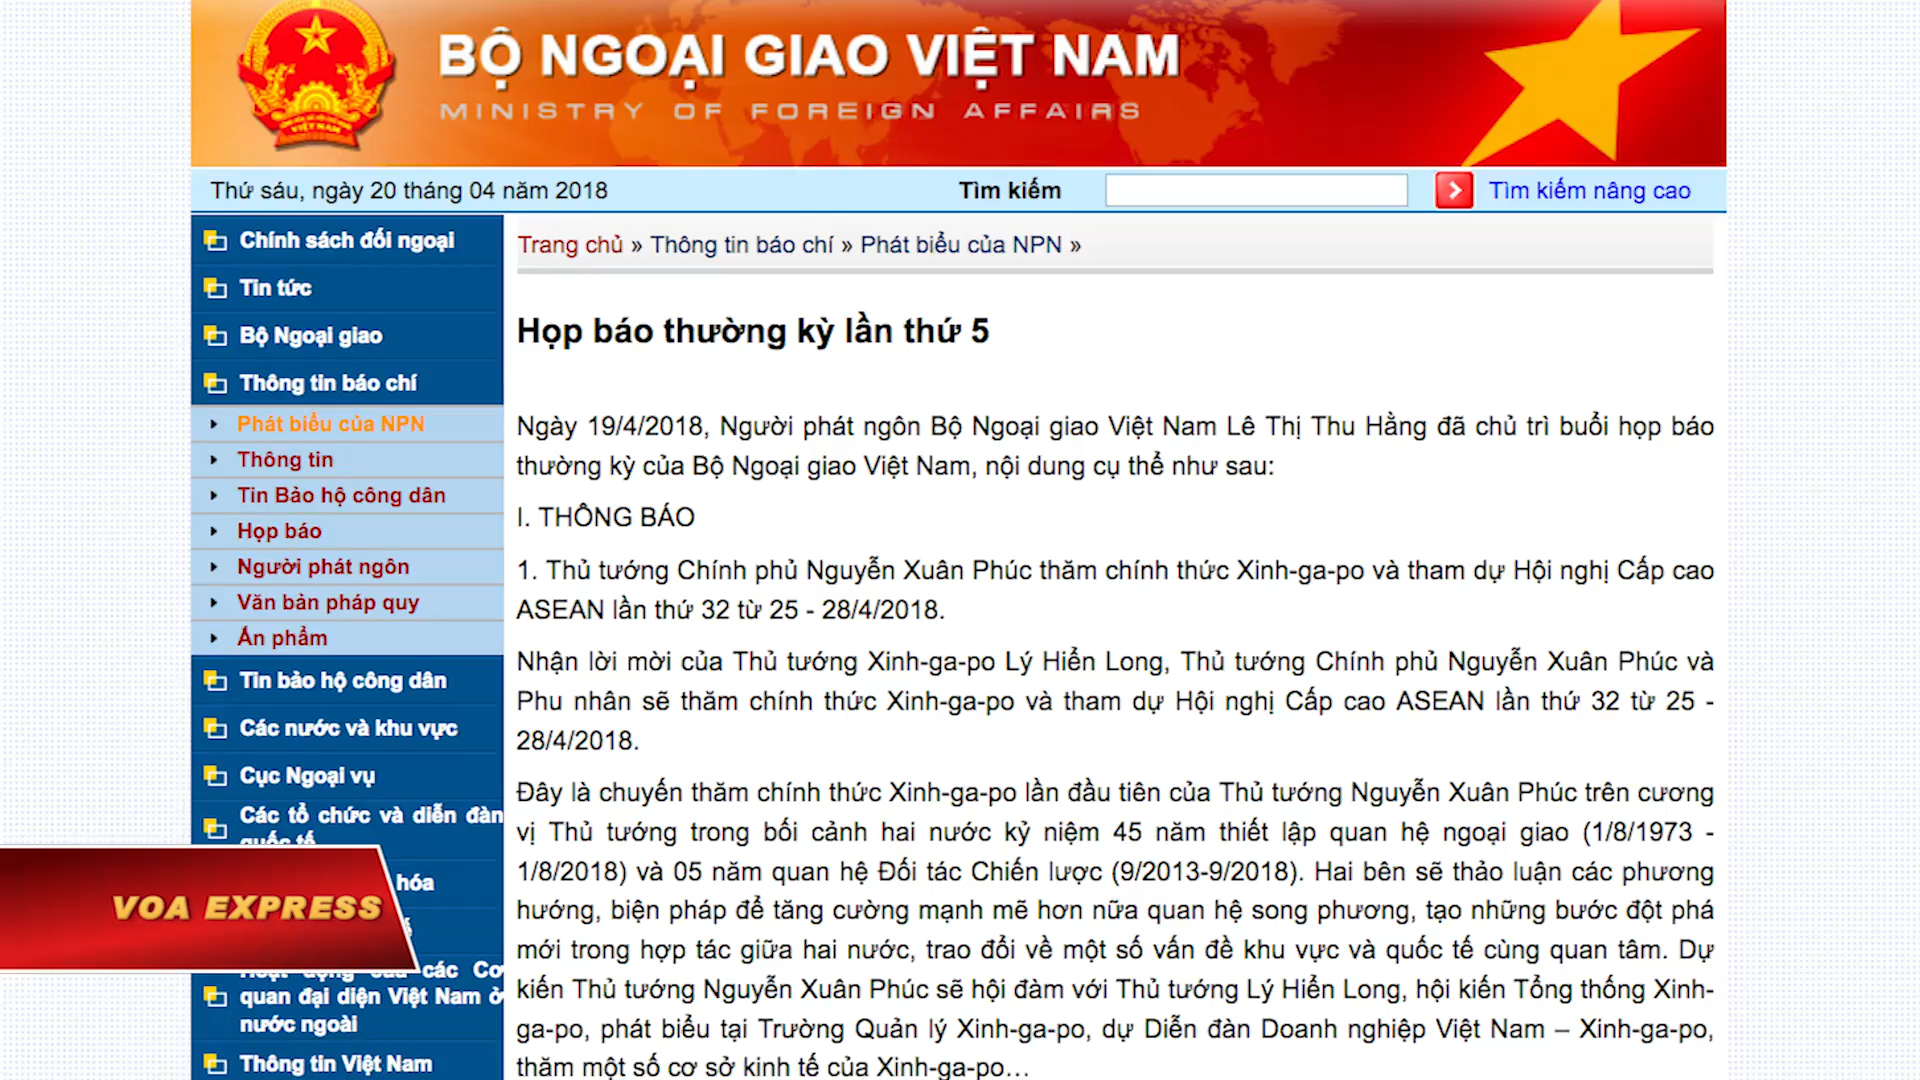 BỘ NGOẠI GIAO VIỆT NAM
MINISTRY OF FOREIGN AFFAIRS
VIỆT NAM
Thứ sáu, ngày 20 tháng 04 năm 2018
Tìm kiếm
Tìm kiếm nâng cao
Chính sách đối ngoại
Tin tức
Bộ Ngoại giao
Thông tin báo chí
Phát biểu của NPN
Thông tin
Tin Bảo hộ công dân
Họp báo
Người phát ngôn
Văn bản pháp quy
Ấn phẩm
Tin bảo hộ công dân
Các nước và khu vực
Cục Ngoại vụ
Các tổ chức và diễn đàn
quốc tế
hóa
các Cơ
quan đại diện Việt Nam ở
nước ngoài
Thông tin Việt Nam
VOA EXPRESS
Trang chủ » Thông tin báo chí » Phát biểu của NPN »
Họp báo thường kỳ lần thứ 5
Ngày 19/4/2018, Người phát ngôn Bộ Ngoại giao Việt Nam Lê Thị Thu Hằng đã chủ trì buổi họp báo
thường kỳ của Bộ Ngoại giao Việt Nam, nội dung cụ thể như sau:
I. THÔNG BÁO
1. Thủ tướng Chính phủ Nguyễn Xuân Phúc thăm chính thức Xinh-ga-po và tham dự Hội nghị Cấp cao
ASEAN lần thứ 32 từ 25 - 28/4/2018.
Nhận lời mời của Thủ tướng Xinh-ga-po Lý Hiển Long, Thủ tướng Chính phủ Nguyễn Xuân Phúc và
Phu nhân sẽ thăm chính thức Xinh-ga-po và tham dự Hội nghị Cấp cao ASEAN lần thứ 32 từ 25 -
28/4/2018.
Đây là chuyến thăm chính thức Xinh-ga-po lần đầu tiên của Thủ tướng Nguyễn Xuân Phúc trên cương
vị Thủ tướng trong bối cảnh hai nước kỷ niệm 45 năm thiết lập quan hệ ngoại giao (1/8/1973 -
1/8/2018) và 05 năm quan hệ Đối tác Chiến lược (9/2013-9/2018). Hai bên sẽ thảo luận các phương
hướng, biện pháp để tăng cường mạnh mẽ hơn nữa quan hệ song phương, tạo những bước đột phá
mới trong hợp tác giữa hai nước, trao đổi về một số vấn đề khu vực và quốc tế cùng quan tâm. Dự
kiến Thủ tướng Nguyễn Xuân Phúc sẽ hội đàm với Thủ tướng Lý Hiển Long, hội kiến Tổng thống Xinh-
ga-po, phát biểu tại Trường Quản lý Xinh-ga-po, dự Diễn đàn Doanh nghiệp Việt Nam – Xinh-ga-po,
thăm một số cơ sở kinh tế của Xinh-ga-po…